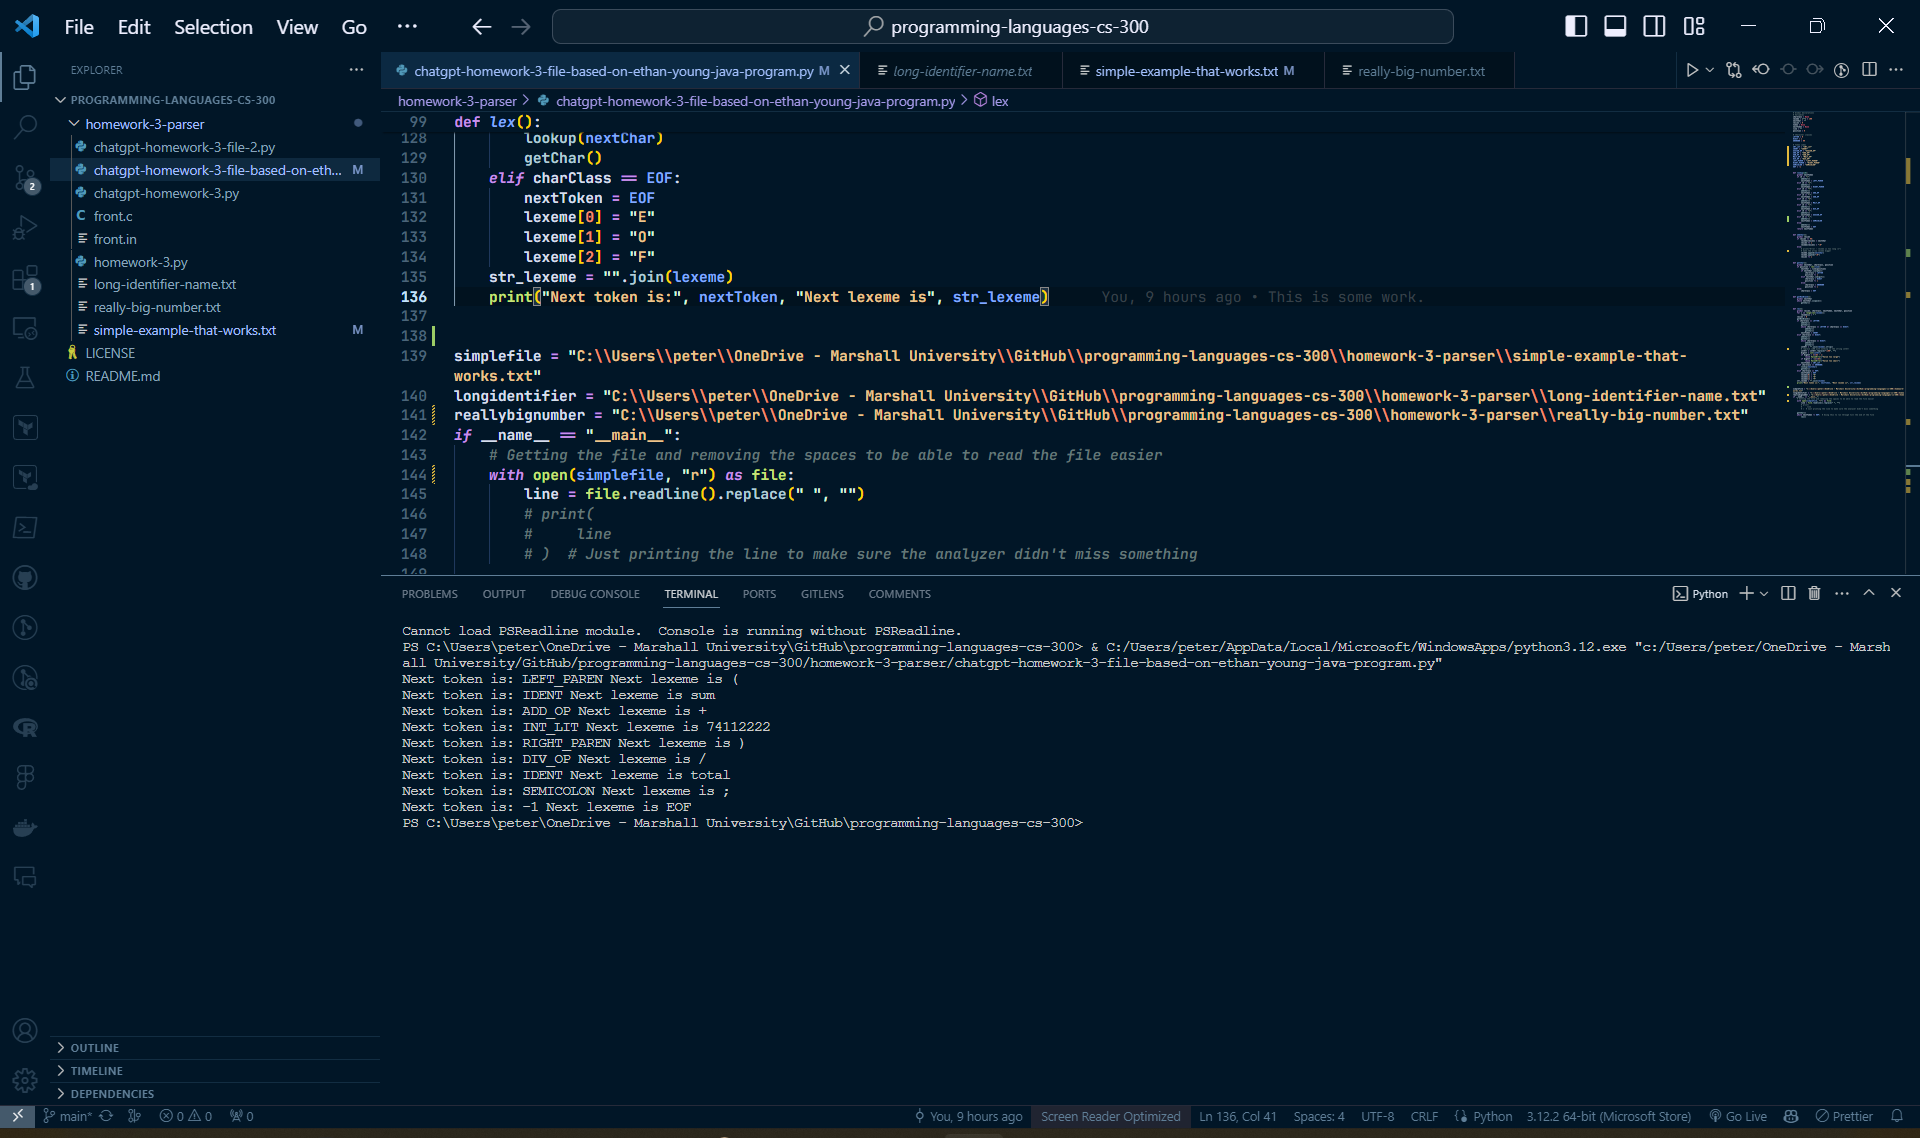 File Edit Selection View Go ··· programming-languages-cs-300
EXPLORER ···
PROGRAMMING-LANGUAGES-CS-300
homework-3-parser
chatgpt-homework-3-file-2.py
chatgpt-homework-3-file-based-on-eth... M
chatgpt-homework-3.py
front.c
front.in
homework-3.py
long-identifier-name.txt
really-big-number.txt
simple-example-that-works.txt M
LICENSE
README.md
2
1
OUTLINE
TIMELINE
DEPENDENCIES
chatgpt-homework-3-file-based-on-ethan-young-java-program.py M long-identifier-name.txt simple-example-that-works.txt M really-big-number.txt
homework-3-parser > chatgpt-homework-3-file-based-on-ethan-young-java-program.py > lex
99 def lex():
128 lookup(nextChar)
129 getChar()
130 elif charClass == EOF:
131 nextToken = EOF
132 lexeme[0] = "E"
133 lexeme[1] = "O"
134 lexeme[2] = "F"
135 str_lexeme = "".join(lexeme)
136 print("Next token is:", nextToken, "Next lexeme is", str_lexeme) You, 9 hours ago • This is some work.
137
138
139 simplefile = "C:\\Users\\peter\\OneDrive - Marshall University\\GitHub\\programming-languages-cs-300\\homework-3-parser\\simple-example-that-
works.txt"
140 longidentifier = "C:\\Users\\peter\\OneDrive - Marshall University\\GitHub\\programming-languages-cs-300\\homework-3-parser\\long-identifier-name.txt"
141 reallybignumber = "C:\\Users\\peter\\OneDrive - Marshall University\\GitHub\\programming-languages-cs-300\\homework-3-parser\\really-big-number.txt"
142 if __name__ == "__main__":
143 # Getting the file and removing the spaces to be able to read the file easier
144 with open(simplefile, "r") as file:
145 line = file.readline().replace(" ", "")
146 # print(
147 # line
148 # ) # Just printing the line to make sure the analyzer didn't miss something
149
PROBLEMS OUTPUT DEBUG CONSOLE TERMINAL PORTS GITLENS COMMENTS Python
Cannot load PSReadline module. Console is running without PSReadline.
PS C:\Users\peter\OneDrive - Marshall University\GitHub\programming-languages-cs-300> & C:/Users/peter/AppData/Local/Microsoft/WindowsApps/python3.12.exe "c:/Users/peter/OneDrive - Marsh
all University/GitHub/programming-languages-cs-300/homework-3-parser/chatgpt-homework-3-file-based-on-ethan-young-java-program.py"
Next token is: LEFT_PAREN Next lexeme is (
Next token is: IDENT Next lexeme is sum
Next token is: ADD_OP Next lexeme is +
Next token is: INT_LIT Next lexeme is 74112222
Next token is: RIGHT_PAREN Next lexeme is )
Next token is: DIV_OP Next lexeme is /
Next token is: IDENT Next lexeme is total
Next token is: SEMICOLON Next lexeme is ;
Next token is: -1 Next lexeme is EOF
PS C:\Users\peter\OneDrive - Marshall University\GitHub\programming-languages-cs-300>
main* 0 0 0 You, 9 hours ago Screen Reader Optimized Ln 136, Col 41 Spaces: 4 UTF-8 CRLF Python 3.12.2 64-bit (Microsoft Store) Go Live Prettier